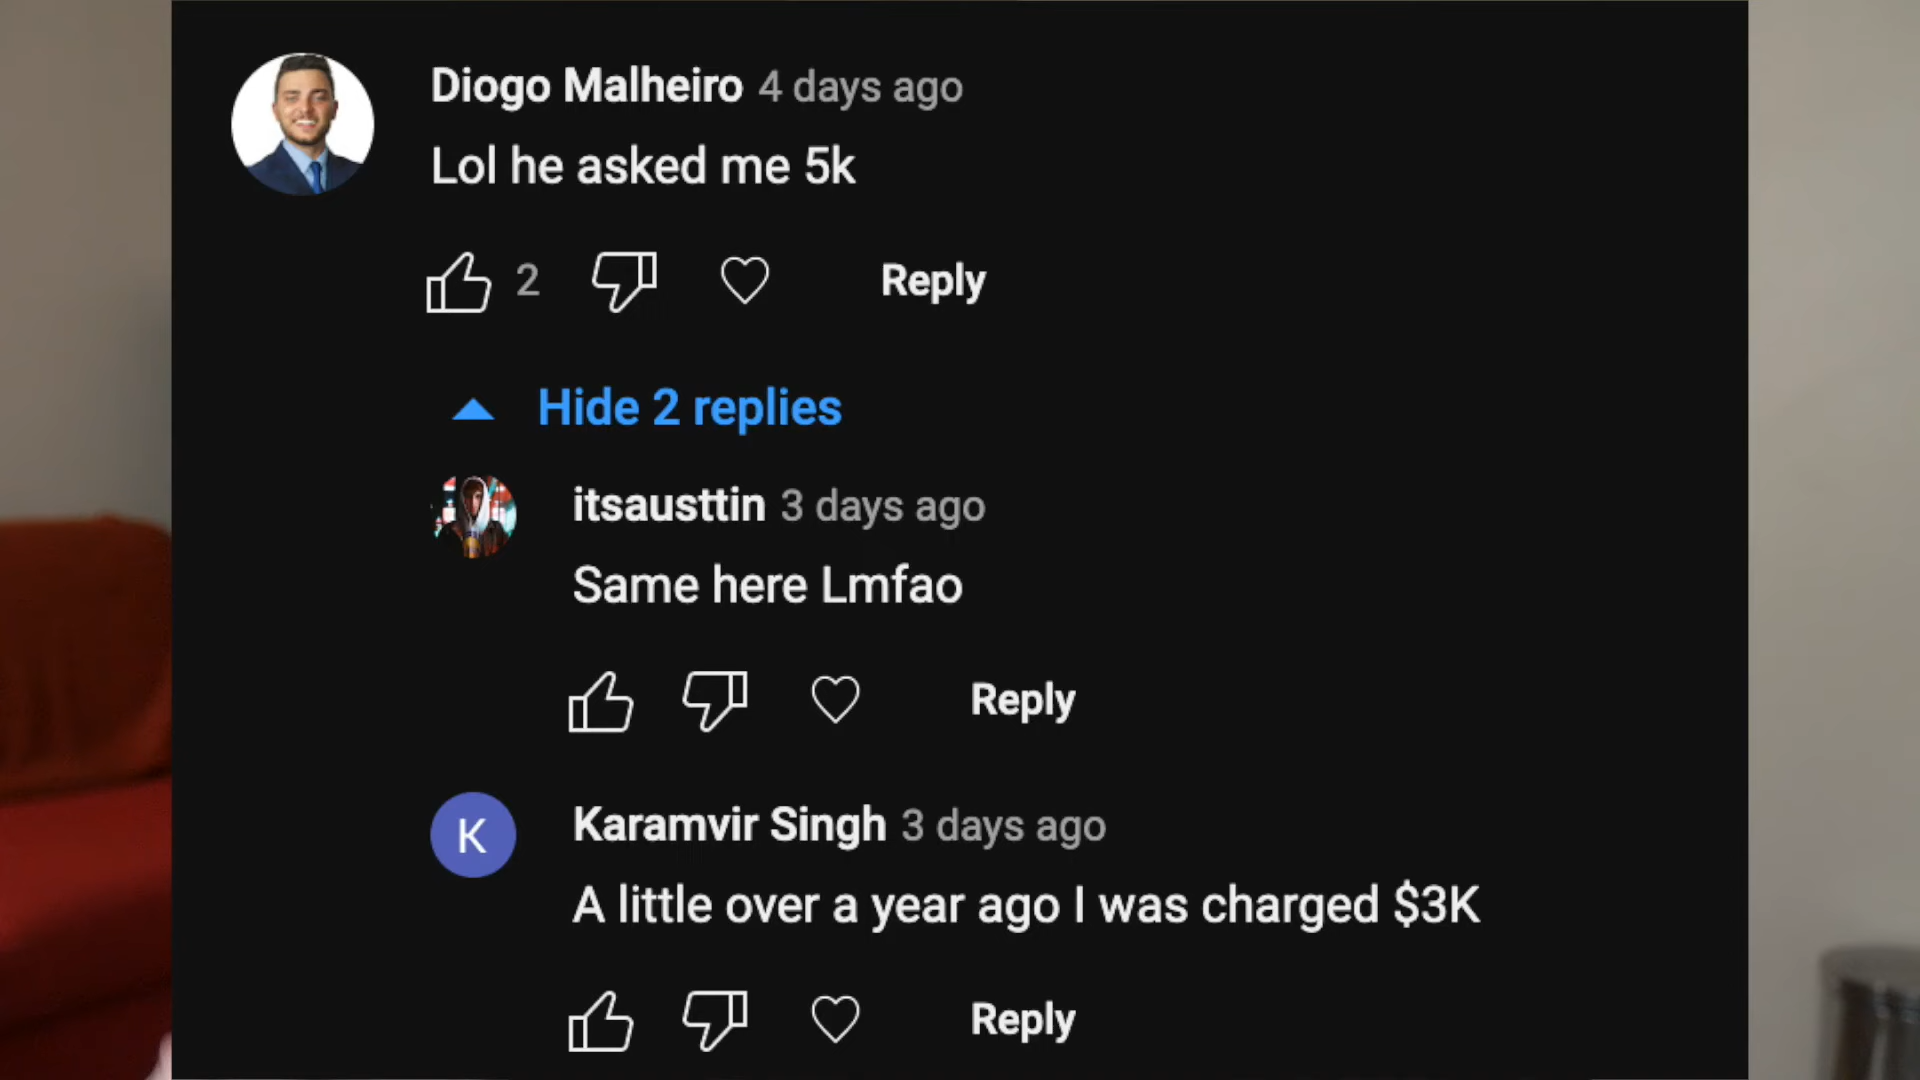 Diogo Malheiro 4 days ago
Lol he asked me 5k
2 Reply
Hide 2 replies
itsausttin 3 days ago
Same here Lmfao
Reply
K
Karamvir Singh 3 days ago
A little over a year ago I was charged $3K
Reply